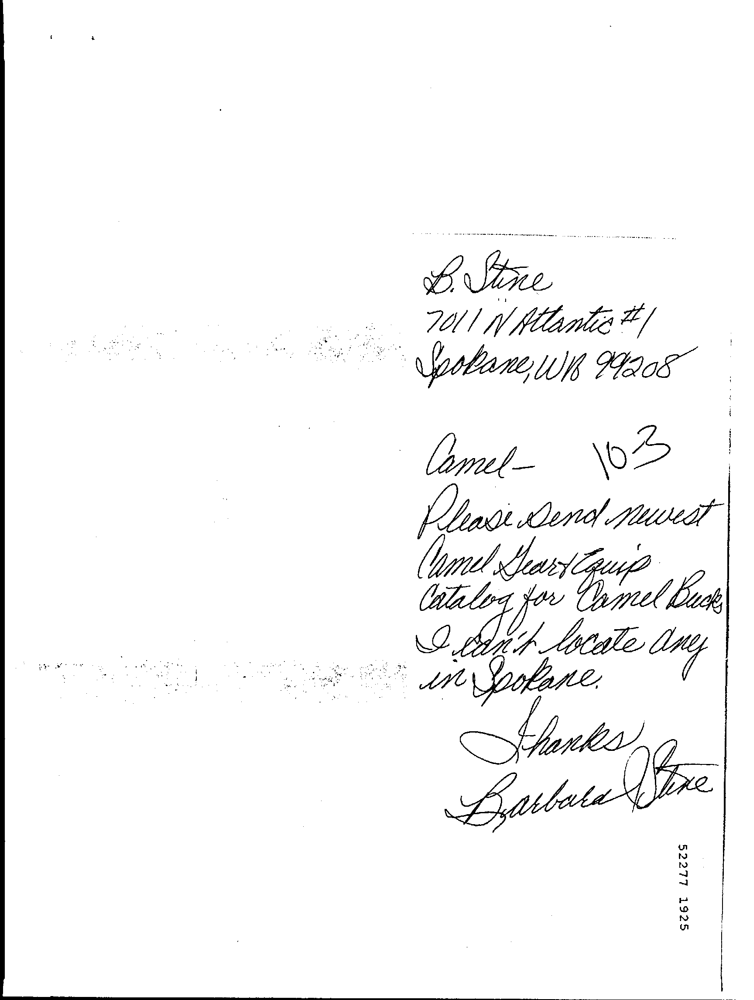 B. Stine
7011 N Atlantic #1
Spokane, WA 99208
Camel- 103
Please send newest
Camel Gear & Equip
Catalog for Camel Bucks
I can't locate any
in Spokane.
Thanks
Barbara J Stine
52277 1925